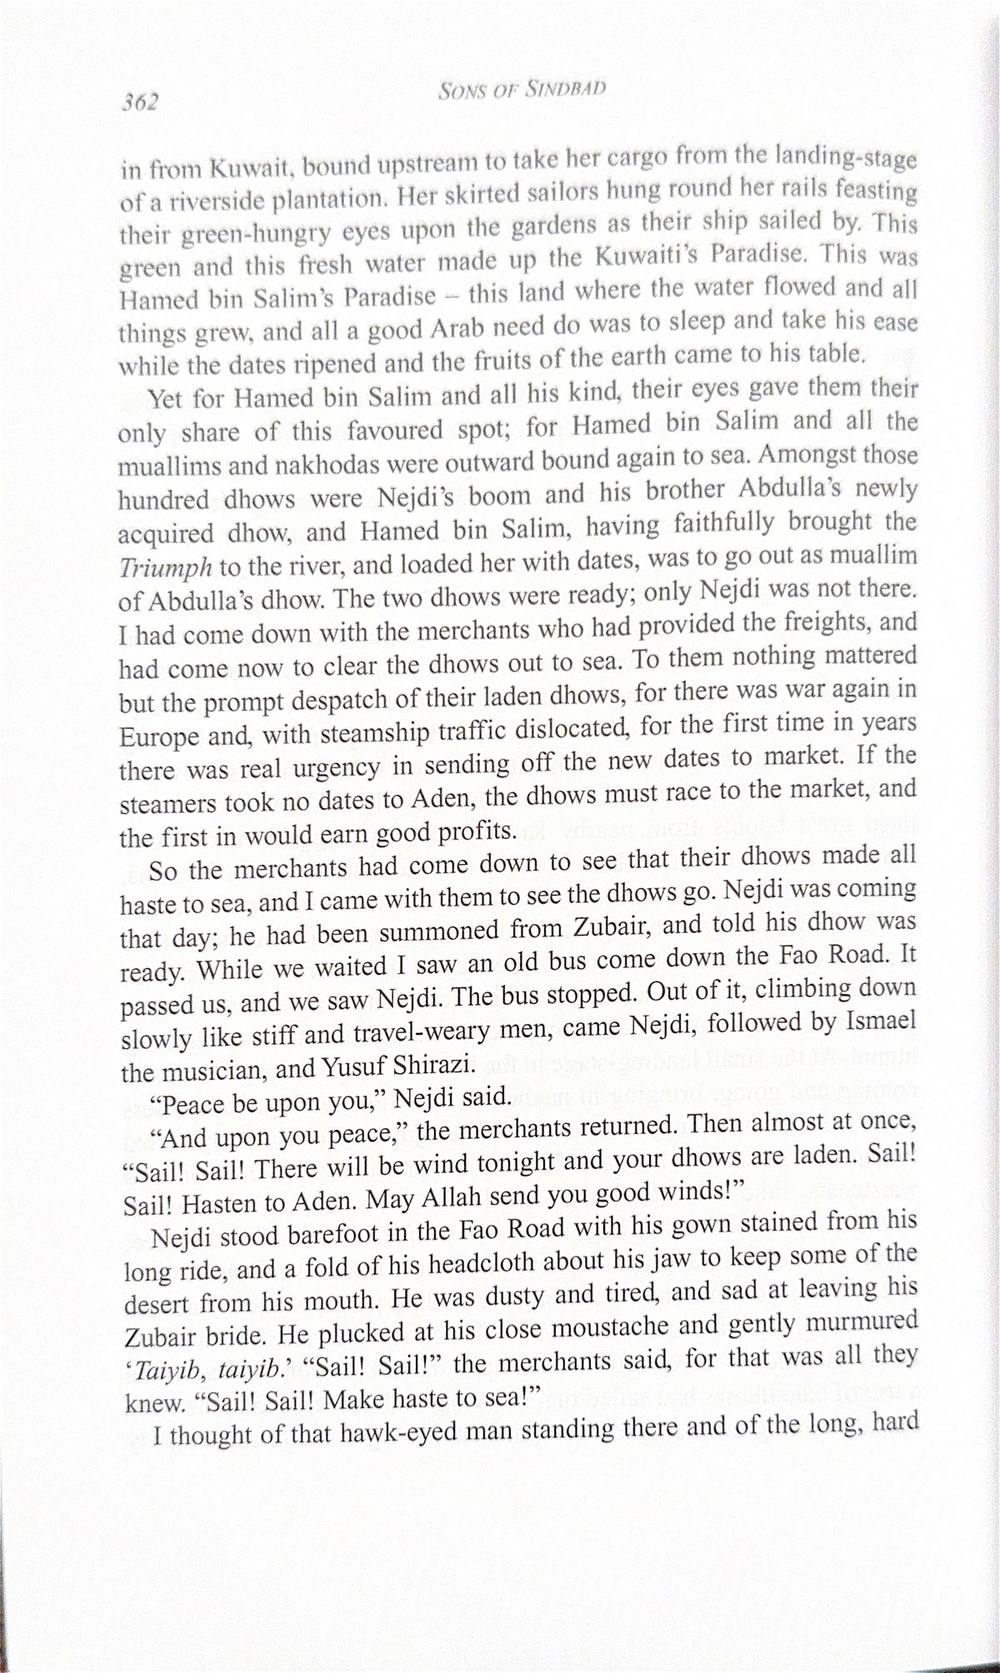 362
SONS OF SINDBAD
in from Kuwait, bound upstream to take her cargo from the landing-stage
of a riverside plantation. Her skirted sailors hung round her rails feasting
their green-hungry eyes upon the gardens as their ship sailed by. This
green and this fresh water made up the Kuwaiti’s Paradise. This was
Hamed bin Salim’s Paradise – this land where the water flowed and all
things grew, and all a good Arab need do was to sleep and take his ease
while the dates ripened and the fruits of the earth came to his table.
Yet for Hamed bin Salim and all his kind, their eyes gave them their
only share of this favoured spot; for Hamed bin Salim and all the
muallims and nakhodas were outward bound again to sea. Amongst those
hundred dhows were Nejdi’s boom and his brother Abdulla’s newly
acquired dhow, and Hamed bin Salim, having faithfully brought the
Triumph to the river, and loaded her with dates, was to go out as muallim
of Abdulla’s dhow. The two dhows were ready; only Nejdi was not there.
I had come down with the merchants who had provided the freights, and
had come now to clear the dhows out to sea. To them nothing mattered
but the prompt despatch of their laden dhows, for there was war again in
Europe and, with steamship traffic dislocated, for the first time in years
there was real urgency in sending off the new dates to market. If the
steamers took no dates to Aden, the dhows must race to the market, and
the first in would earn good profits.
So the merchants had come down to see that their dhows made all
haste to sea, and I came with them to see the dhows go. Nejdi was coming
that day; he had been summoned from Zubair, and told his dhow was
ready. While we waited I saw an old bus come down the Fao Road. It
passed us, and we saw Nejdi. The bus stopped. Out of it, climbing down
slowly like stiff and travel-weary men, came Nejdi, followed by Ismael
the musician, and Yusuf Shirazi.
“Peace be upon you,” Nejdi said.
“And upon you peace,” the merchants returned. Then almost at once,
“Sail! Sail! There will be wind tonight and your dhows are laden. Sail!
Sail! Hasten to Aden. May Allah send you good winds!”
Nejdi stood barefoot in the Fao Road with his gown stained from his
long ride, and a fold of his headcloth about his jaw to keep some of the
desert from his mouth. He was dusty and tired, and sad at leaving his
Zubair bride. He plucked at his close moustache and gently murmured
‘Taiyib, taiyib.’ “Sail! Sail!” the merchants said, for that was all they
knew. “Sail! Sail! Make haste to sea!”
I thought of that hawk-eyed man standing there and of the long, hard